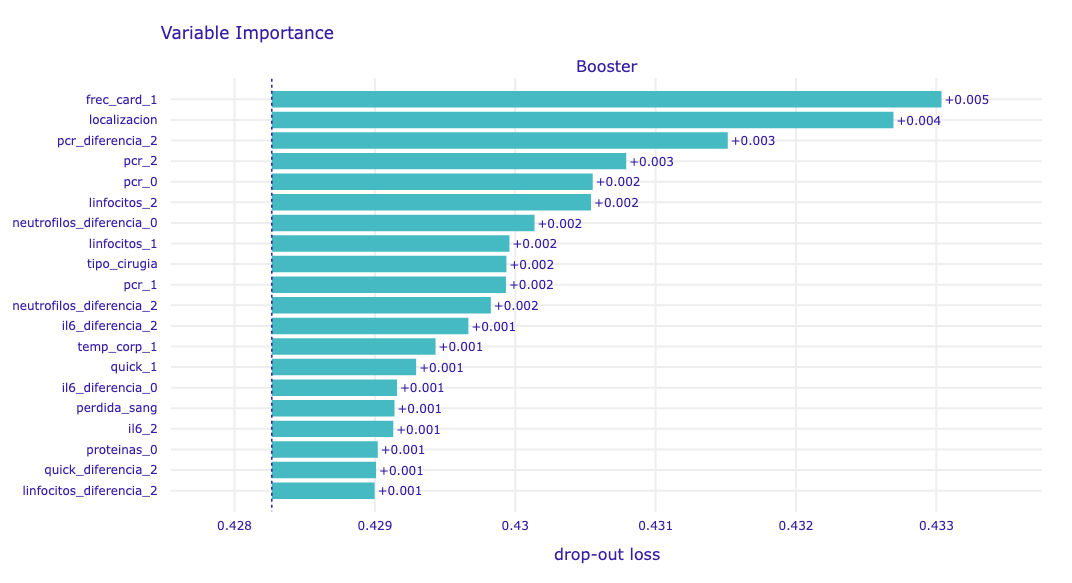 Variable Importance
Booster
frec_card_1 +0.005
localizacion +0.004
pcr_diferencia_2 +0.003
pcr_2 +0.003
pcr_0 +0.002
linfocitos_2 +0.002
neutrofilos_diferencia_0 +0.002
linfocitos_1 +0.002
tipo_cirugia +0.002
pcr_1 +0.002
neutrofilos_diferencia_2 +0.002
il6_diferencia_2 +0.001
temp_corp_1 +0.001
quick_1 +0.001
il6_diferencia_0 +0.001
perdida_sang +0.001
il6_2 +0.001
proteinas_0 +0.001
quick_diferencia_2 +0.001
linfocitos_diferencia_2 +0.001
0.428 0.429 0.43 0.431 0.432 0.433
drop-out loss